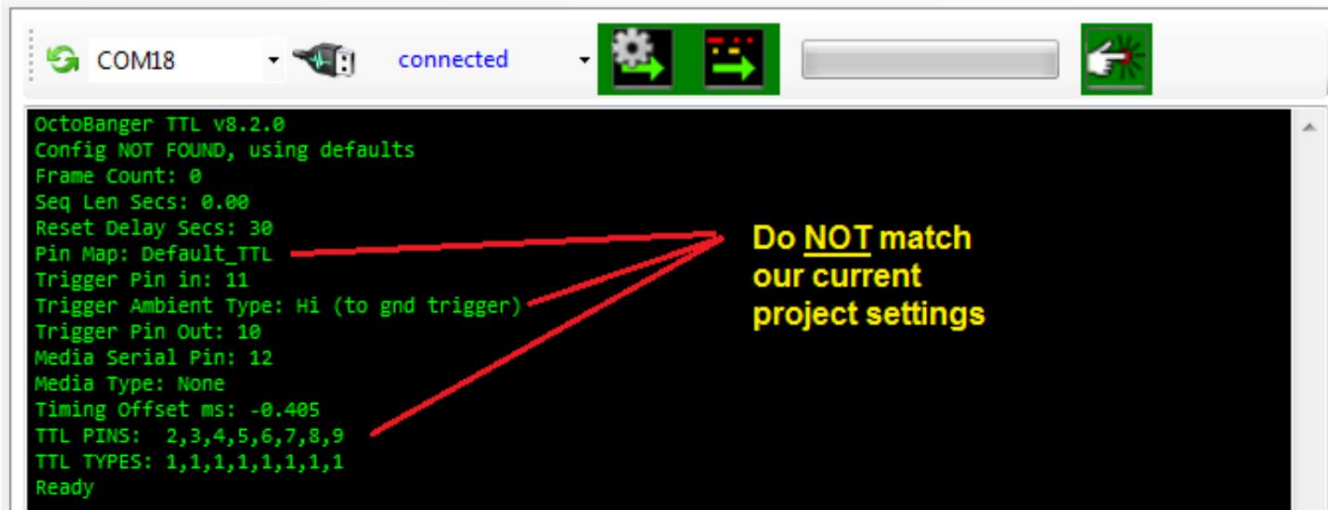 COM18
connected
OctoBanger TTL v8.2.0
Config NOT FOUND, using defaults
Frame Count: 0
Seq Len Secs: 0.00
Reset Delay Secs: 30
Pin Map: Default_TTL
Trigger Pin in: 11
Trigger Ambient Type: Hi (to gnd trigger)
Trigger Pin Out: 10
Media Serial Pin: 12
Media Type: None
Timing Offset ms: -0.405
TTL PINS:  2,3,4,5,6,7,8,9
TTL TYPES: 1,1,1,1,1,1,1,1
Ready
Do NOT match
our current
project settings